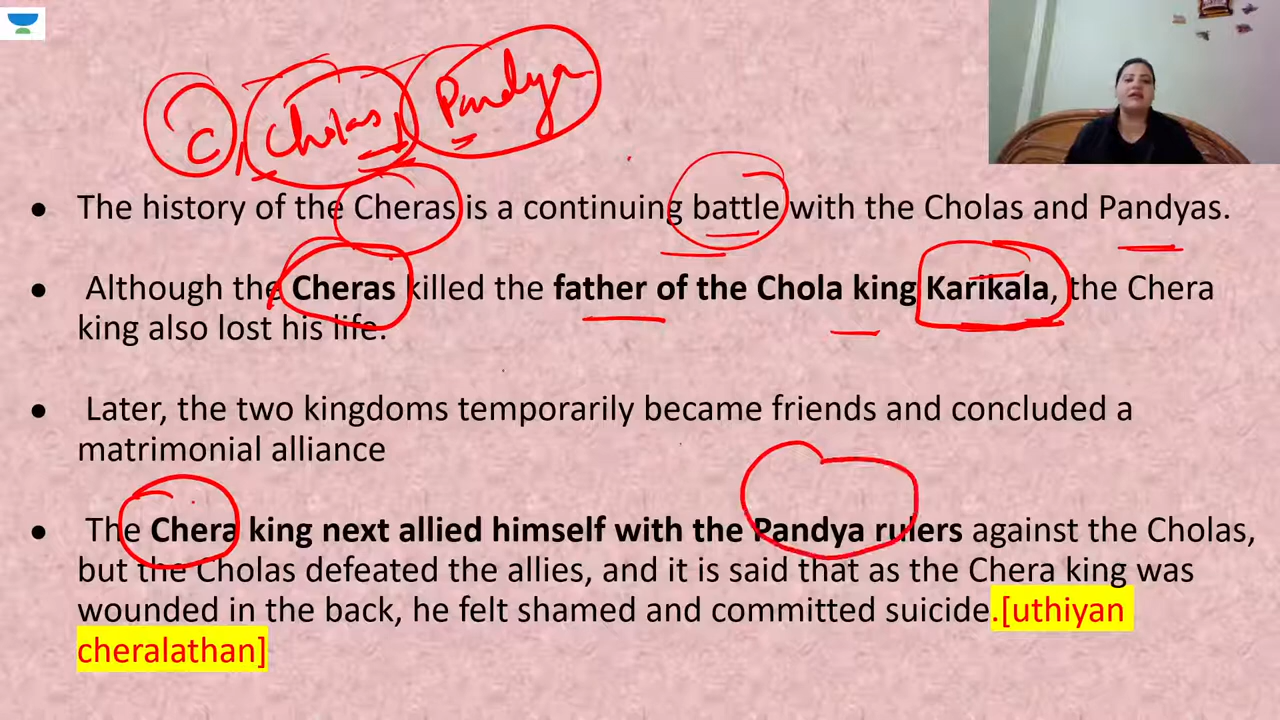 C, Cholas, Pandya
● The history of the Cheras is a continuing battle with the Cholas and Pandyas.
● Although the Cheras killed the father of the Chola king Karikala, the Chera
king also lost his life.
● Later, the two kingdoms temporarily became friends and concluded a
matrimonial alliance
● The Chera king next allied himself with the Pandya rulers against the Cholas,
but the Cholas defeated the allies, and it is said that as the Chera king was
wounded in the back, he felt shamed and committed suicide.[uthiyan
cheralathan]